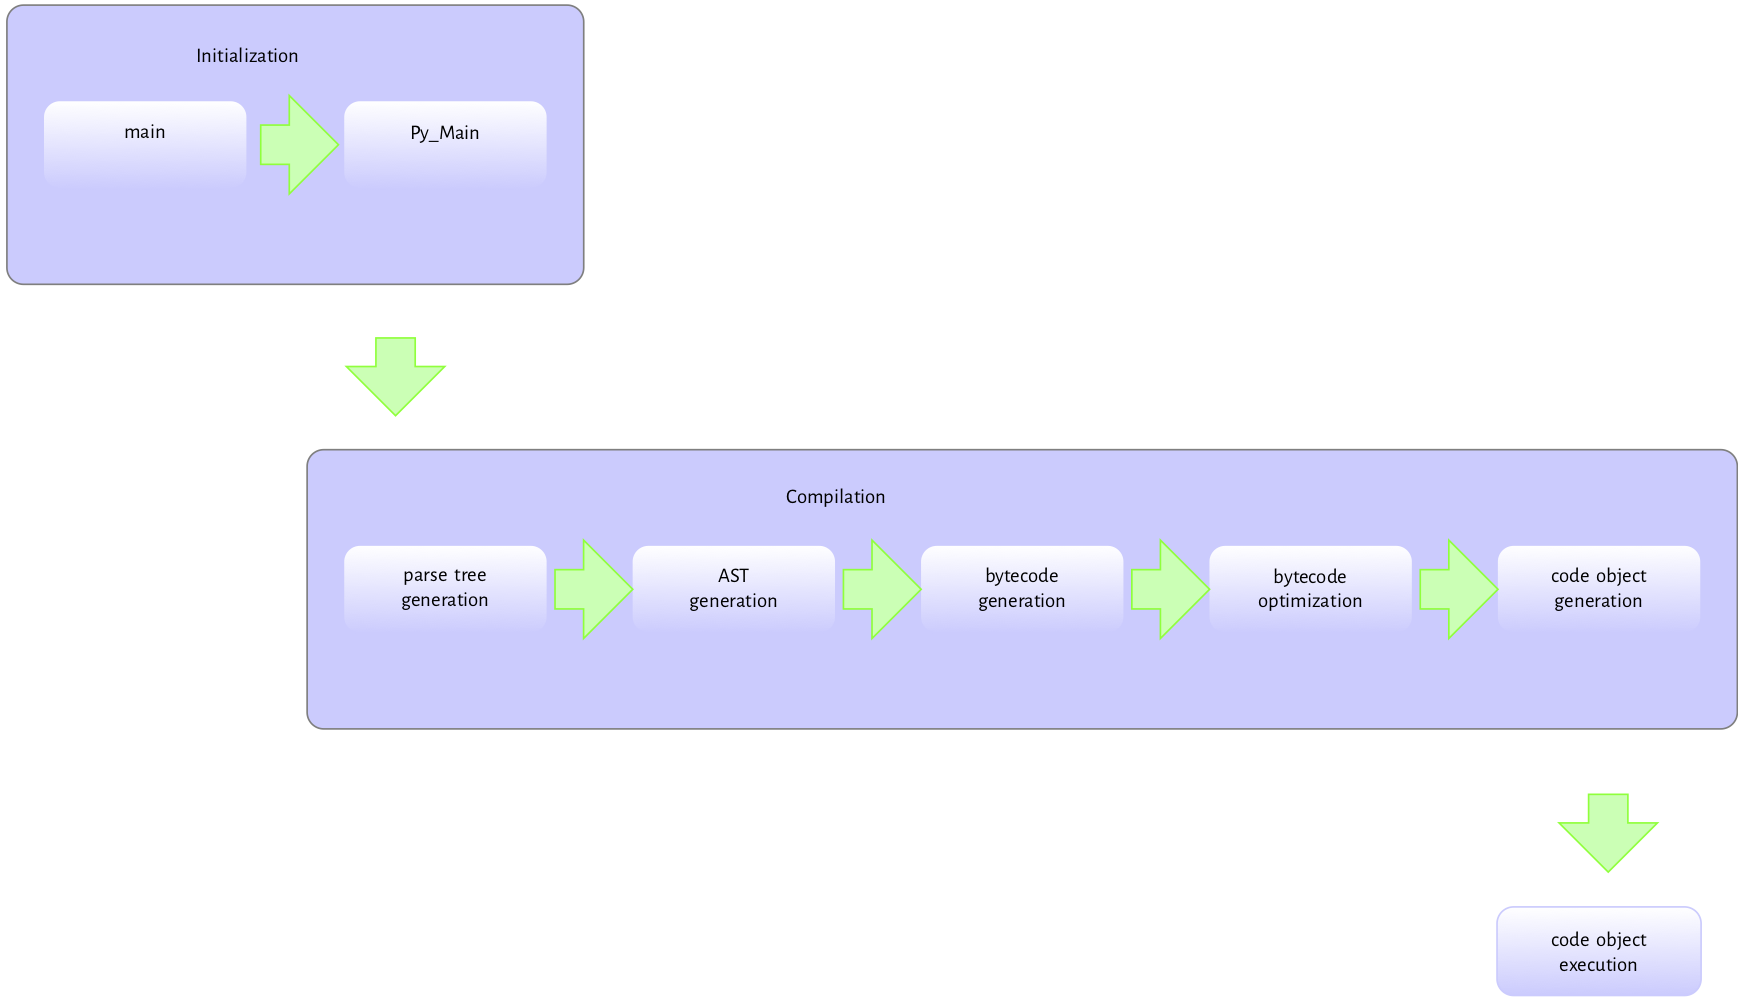 Initialization
main
Py_Main
Compilation
parse tree
generation
AST
generation
bytecode
generation
bytecode
optimization
code object
generation
code object
execution